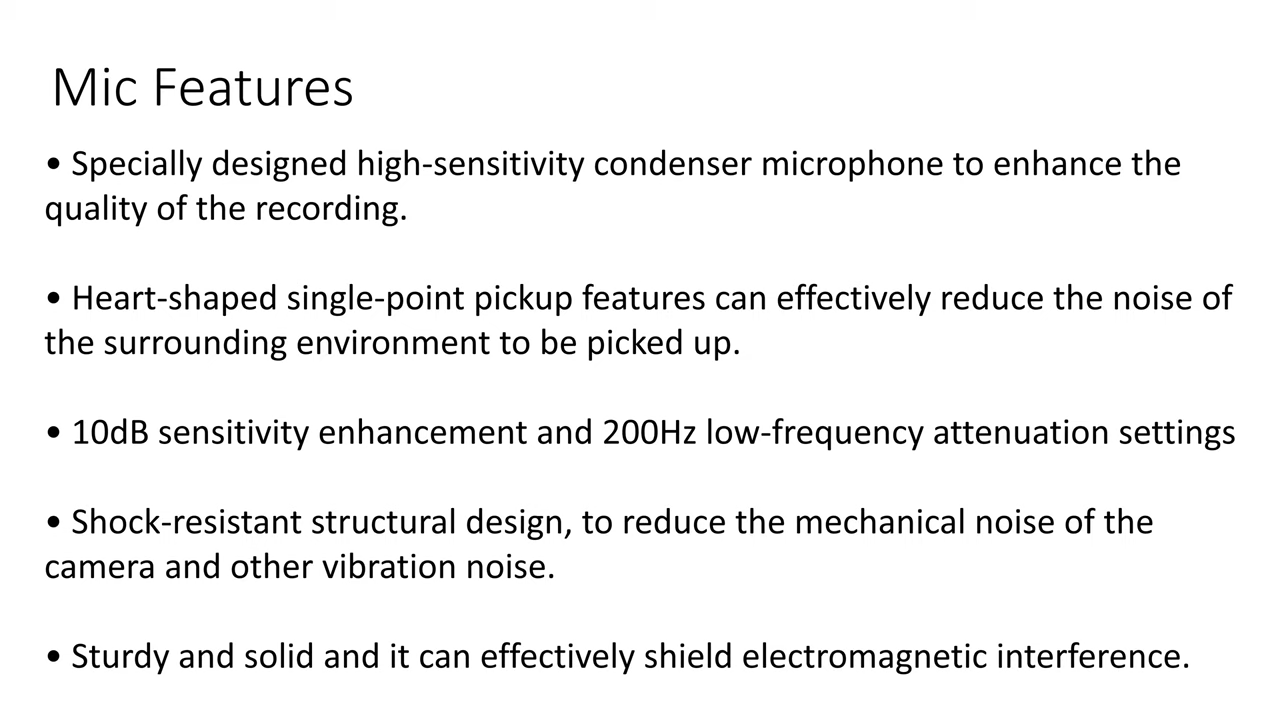 Mic Features
• Specially designed high-sensitivity condenser microphone to enhance the
quality of the recording.
• Heart-shaped single-point pickup features can effectively reduce the noise of
the surrounding environment to be picked up.
• 10dB sensitivity enhancement and 200Hz low-frequency attenuation settings
• Shock-resistant structural design, to reduce the mechanical noise of the
camera and other vibration noise.
• Sturdy and solid and it can effectively shield electromagnetic interference.